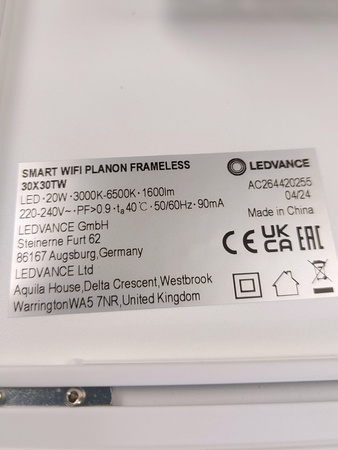 SMART WIFI PLANON FRAMELESS
30X30TW
LED · 20W · 3000K-6500K · 1600lm
220-240V~ · PF>0.9 · ta 40℃ · 50/60Hz · 90mA
LEDVANCE GmbH
Steinerne Furt 62
86167 Augsburg, Germany
LEDVANCE Ltd
Aquila House, Delta Crescent, Westbrook
WarringtonWA5 7NR, United Kingdom
LEDVANCE
AC264420255
04/24
Made in China
CE UKCA EAC